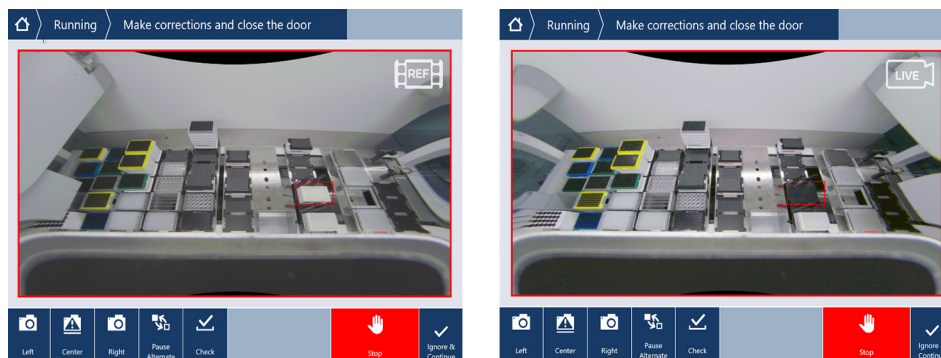 Running Make corrections and close the door
REF
Left Center Right Pause Alternate Check Stop Ignore & Continue
Running Make corrections and close the door
LIVE
Left Center Right Pause Alternate Check Stop Ignore & Continue